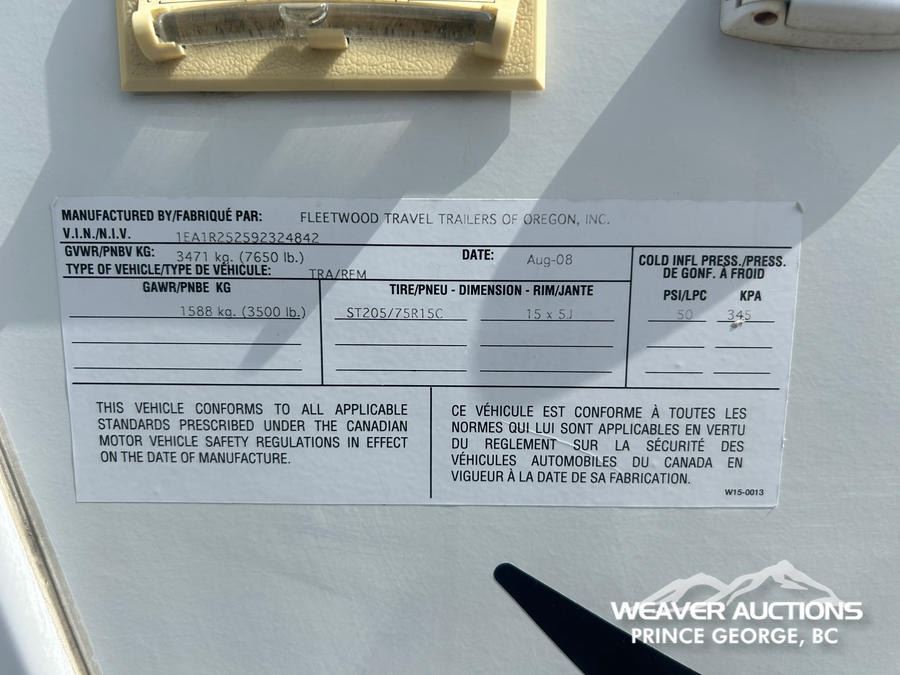 MANUFACTURED BY/FABRIQUÉ PAR: FLEETWOOD TRAVEL TRAILERS OF OREGON, INC.
V.I.N./N.I.V. 1EA1R252592324842
GVWR/PNBV KG: 3471 kg. (7650 lb.) DATE: Aug-08
TYPE OF VEHICLE/TYPE DE VÉHICULE: TRA/REM
COLD INFL PRESS./PRESS.
DE GONF. À FROID
GAWR/PNBE KG TIRE/PNEU - DIMENSION - RIM/JANTE PSI/LPC KPA
1588 kg. (3500 lb.) ST205/75R15C 15 x 5J 50 345
THIS VEHICLE CONFORMS TO ALL APPLICABLE
STANDARDS PRESCRIBED UNDER THE CANADIAN
MOTOR VEHICLE SAFETY REGULATIONS IN EFFECT
ON THE DATE OF MANUFACTURE.
CE VÉHICULE EST CONFORME À TOUTES LES
NORMES QUI LUI SONT APPLICABLES EN VERTU
DU REGLEMENT SUR LA SÉCURITÉ DES
VÉHICULES AUTOMOBILES DU CANADA EN
VIGUEUR À LA DATE DE SA FABRICATION.
W15-0013
WEAVER AUCTIONS
PRINCE GEORGE, BC